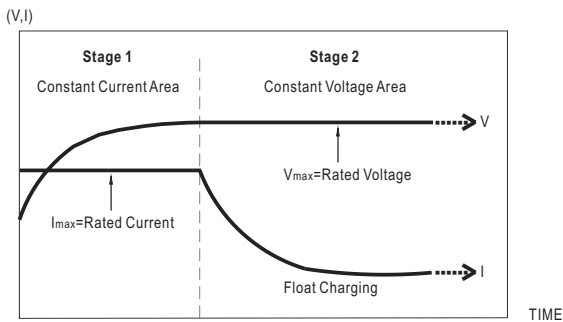 (V,I)
Stage 1
Constant Current Area
Stage 2
Constant Voltage Area
V
Vmax=Rated Voltage
Imax=Rated Current
I
Float Charging
TIME